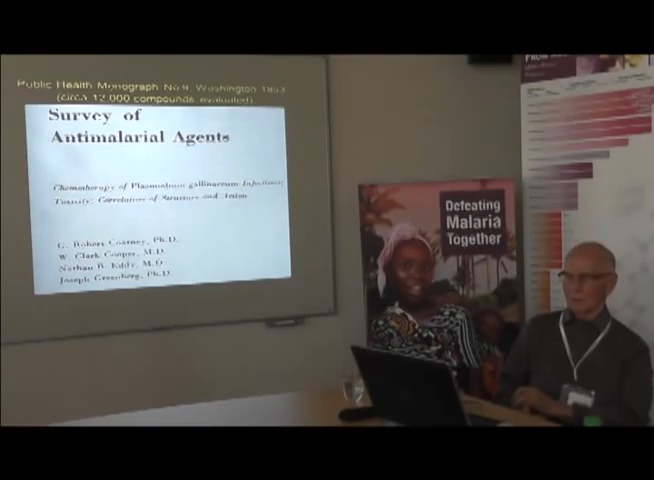 Public Health Monograph No.9, Washington 1953
(circa 12,000 compounds evaluated)
Survey of
Antimalarial Agents
Chemotherapy of Plasmodium gallinaceum Infections;
Toxicity; Correlation of Structure and Action
G. Robert Coatney, Ph.D.
W. Clark Cooper, M.D.
Nathan B. Eddy, M.D.
Joseph Greenberg, Ph.D.
Defeating
Malaria
Together
FROM